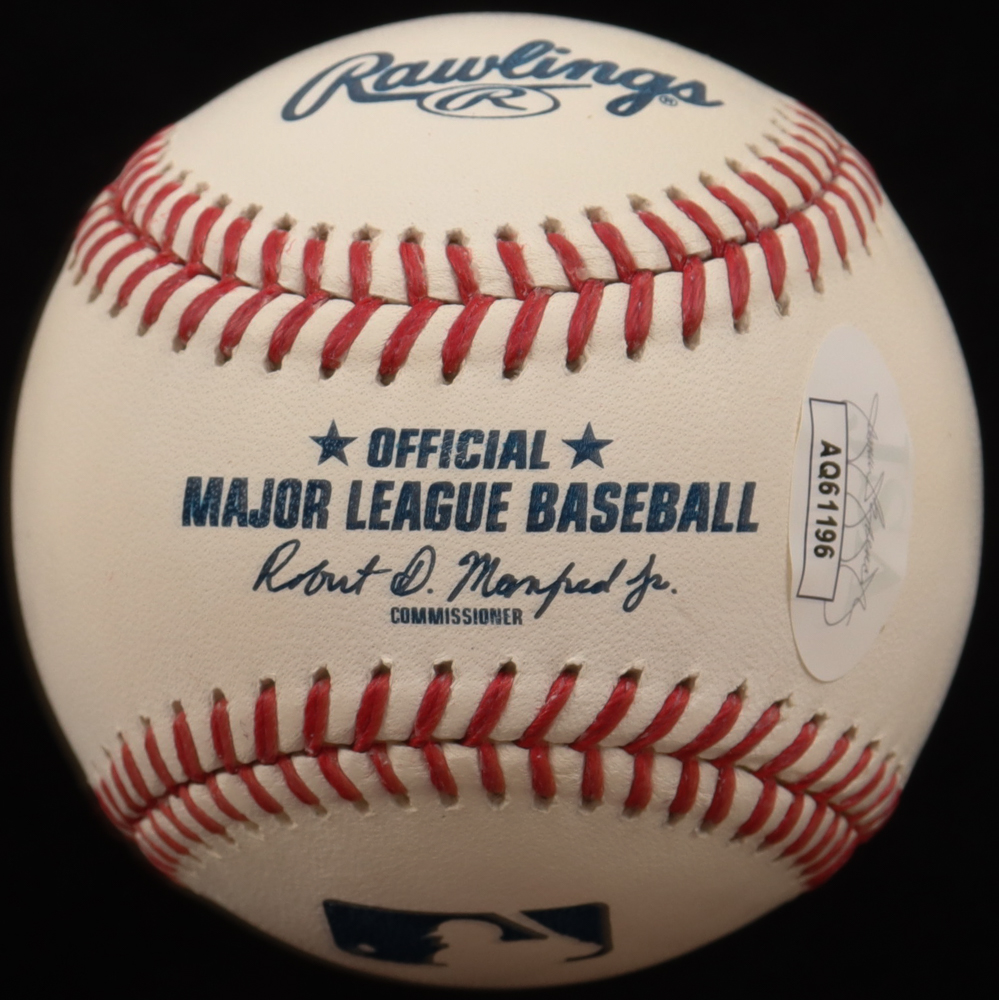 Rawlings®
R
★ OFFICIAL ★
MAJOR LEAGUE BASEBALL
Robert D. Manfred Jr.
COMMISSIONER
AQ61196